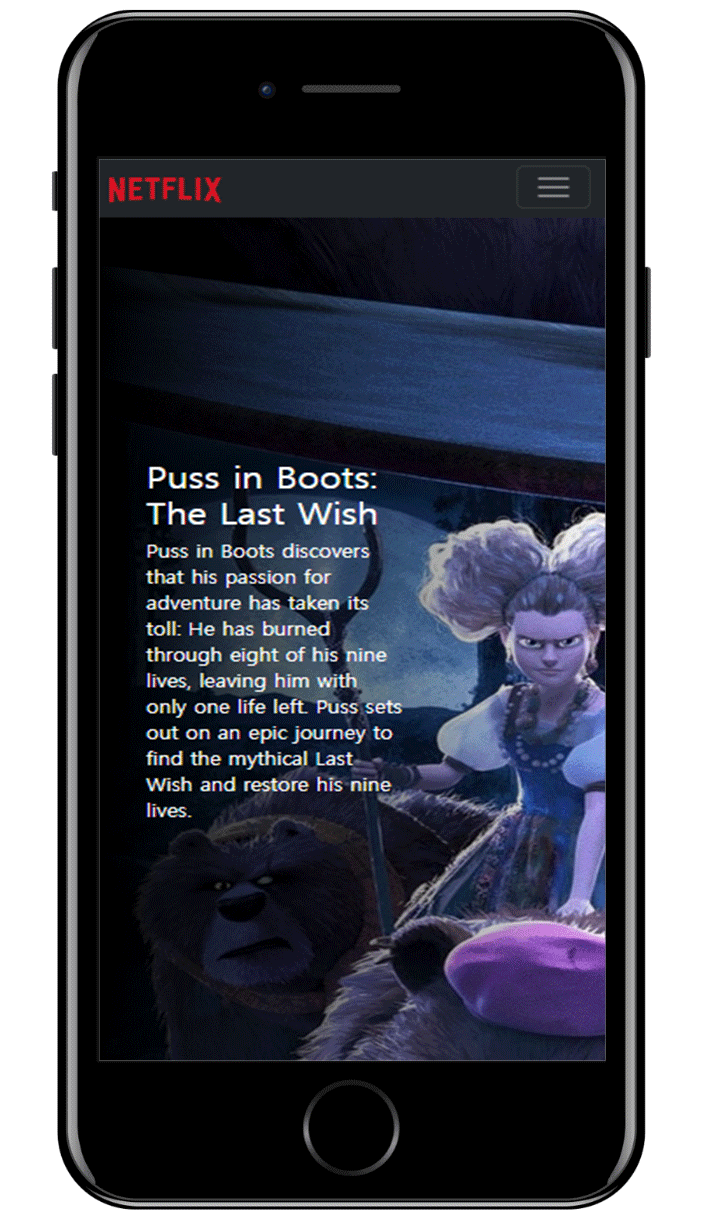 NETFLIX
Puss in Boots:
The Last Wish
Puss in Boots discovers
that his passion for
adventure has taken its
toll: He has burned
through eight of his nine
lives, leaving him with
only one life left. Puss sets
out on an epic journey to
find the mythical Last
Wish and restore his nine
lives.